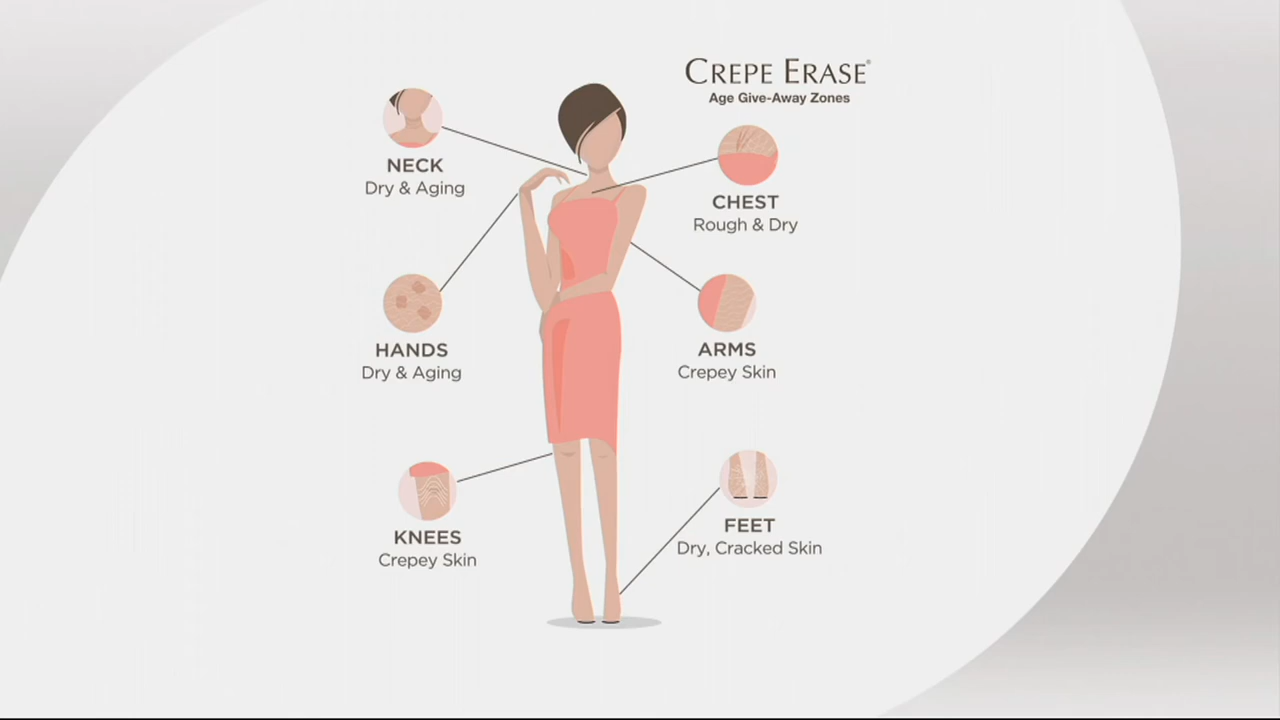 CREPE ERASE®
Age Give-Away Zones
NECK
Dry & Aging
CHEST
Rough & Dry
HANDS
Dry & Aging
ARMS
Crepey Skin
KNEES
Crepey Skin
FEET
Dry, Cracked Skin